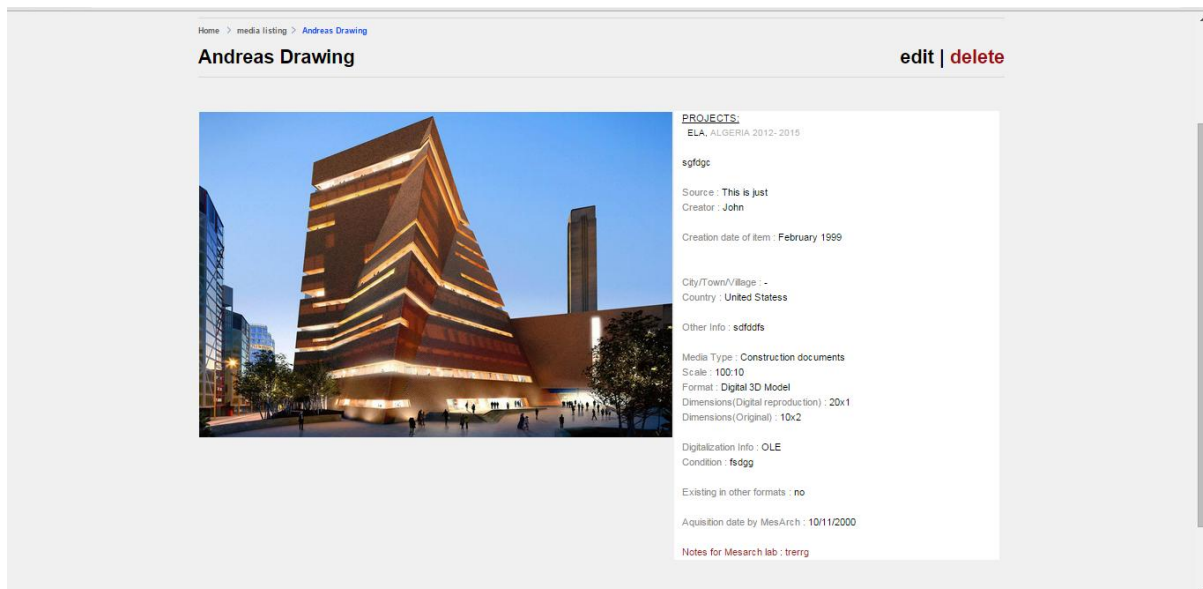 Home > media listing > Andreas Drawing
Andreas Drawing
edit | delete
PROJECTS:
ELA, ALGERIA 2012- 2015
sgfdgc
Source : This is just
Creator : John
Creation date of item : February 1999
City/Town/Village : -
Country : United Statess
Other Info : sdfddfs
Media Type : Construction documents
Scale : 100:10
Format : Digital 3D Model
Dimensions(Digital reproduction) : 20x1
Dimensions(Original) : 10x2
Digitalization Info : OLE
Condition : fsdgg
Existing in other formats : no
Aquisition date by MesArch : 10/11/2000
Notes for Mesarch lab : trerrg